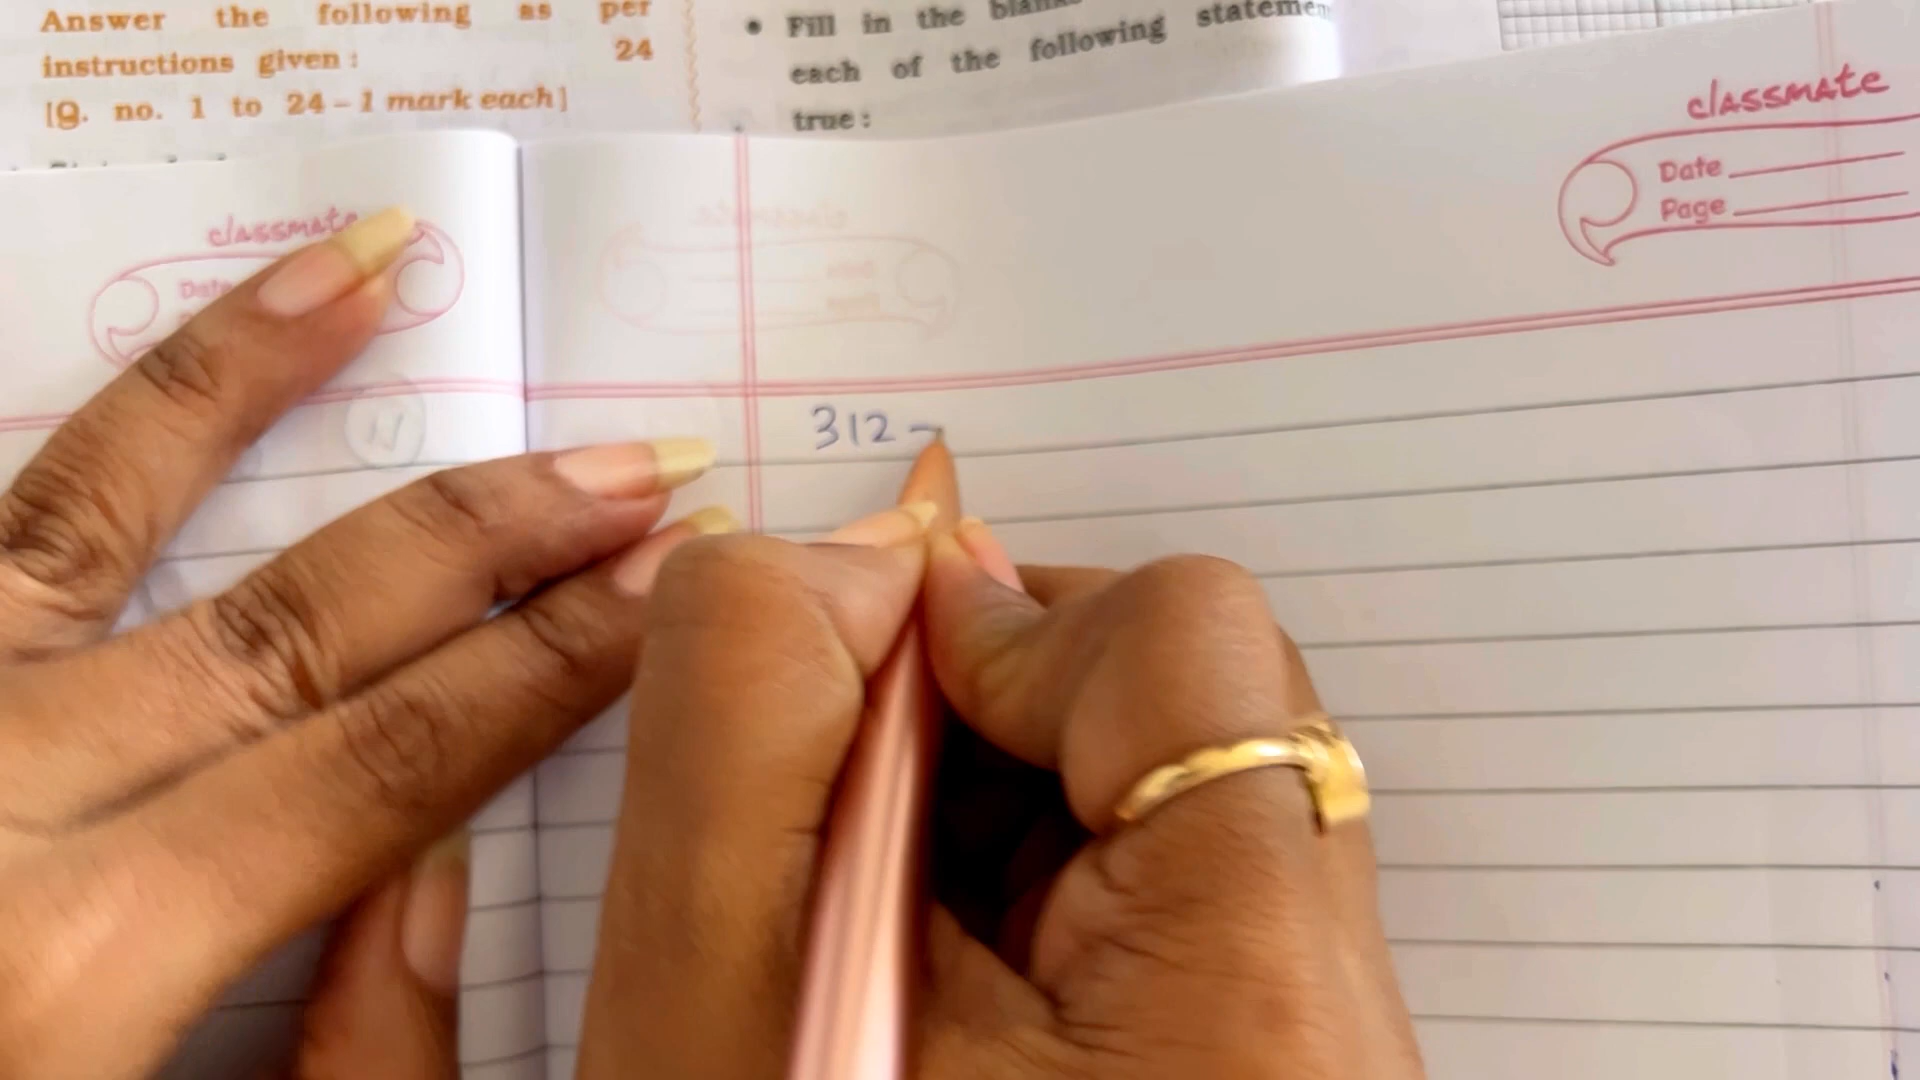 Answer the following as per
instructions given : 24
[Q. no. 1 to 24 – 1 mark each]
• Fill in the
each of the following
true :
classmate
Date
Page
classmate
Date
312 -